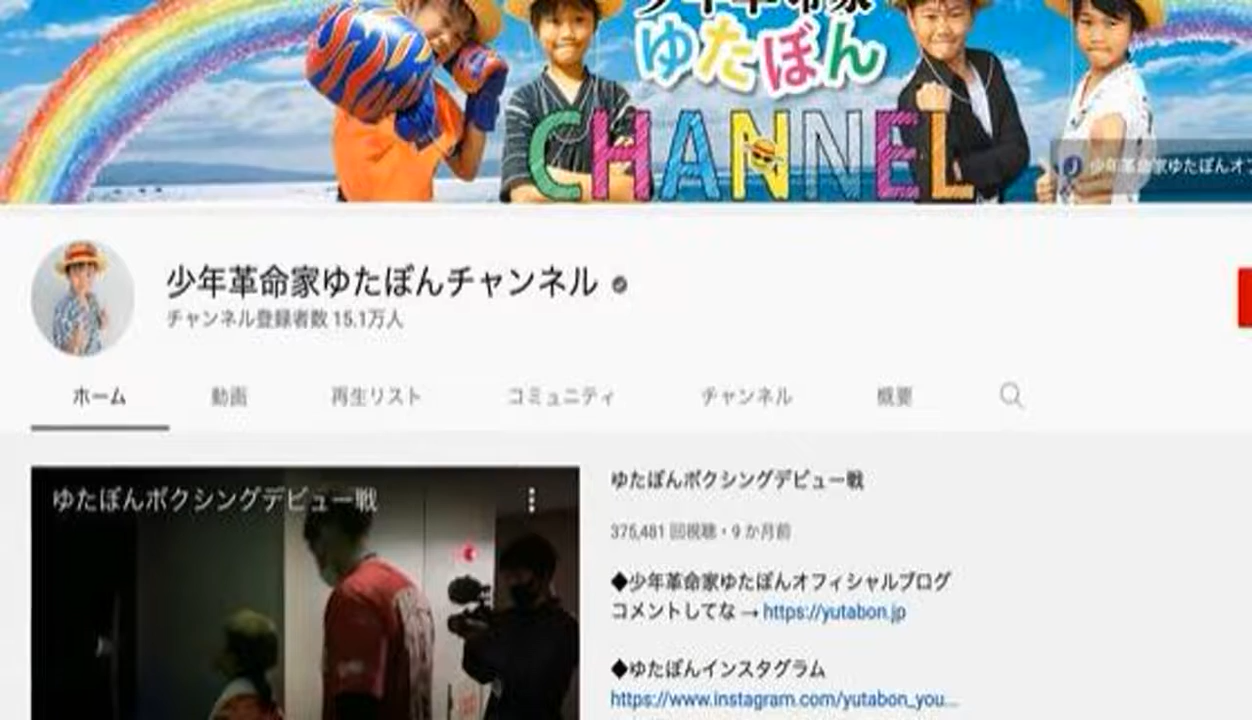 ゆたぼん
CHANNEL
少年革命家ゆたぼんオフ
少年革命家ゆたぼんチャンネル
チャンネル登録者数 15.1万人
ホーム
動画
再生リスト
コミュニティ
チャンネル
概要
ゆたぼんボクシングデビュー戦
ゆたぼんボクシングデビュー戦
375,481 回視聴・9 か月前
◆少年革命家ゆたぼんオフィシャルブログ
コメントしてな → https://yutabon.jp
◆ゆたぼんインスタグラム
https://www.instagram.com/yutabon_you...